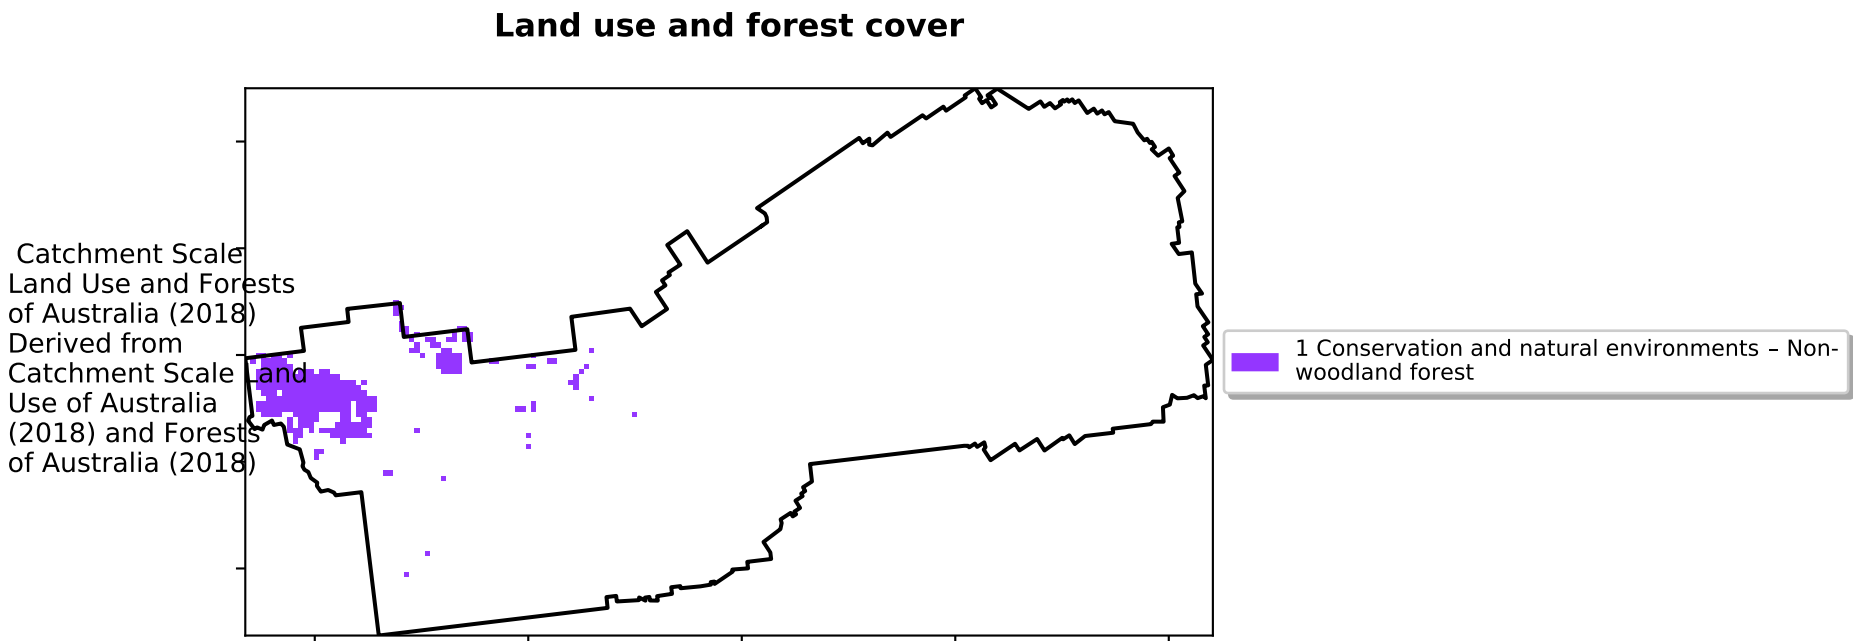 Land use and forest cover
Catchment Scale
Land Use and Forests
of Australia (2018)
Derived from
Catchment Scale Land
Use of Australia
(2018) and Forests
of Australia (2018)
1 Conservation and natural environments – Non-
woodland forest